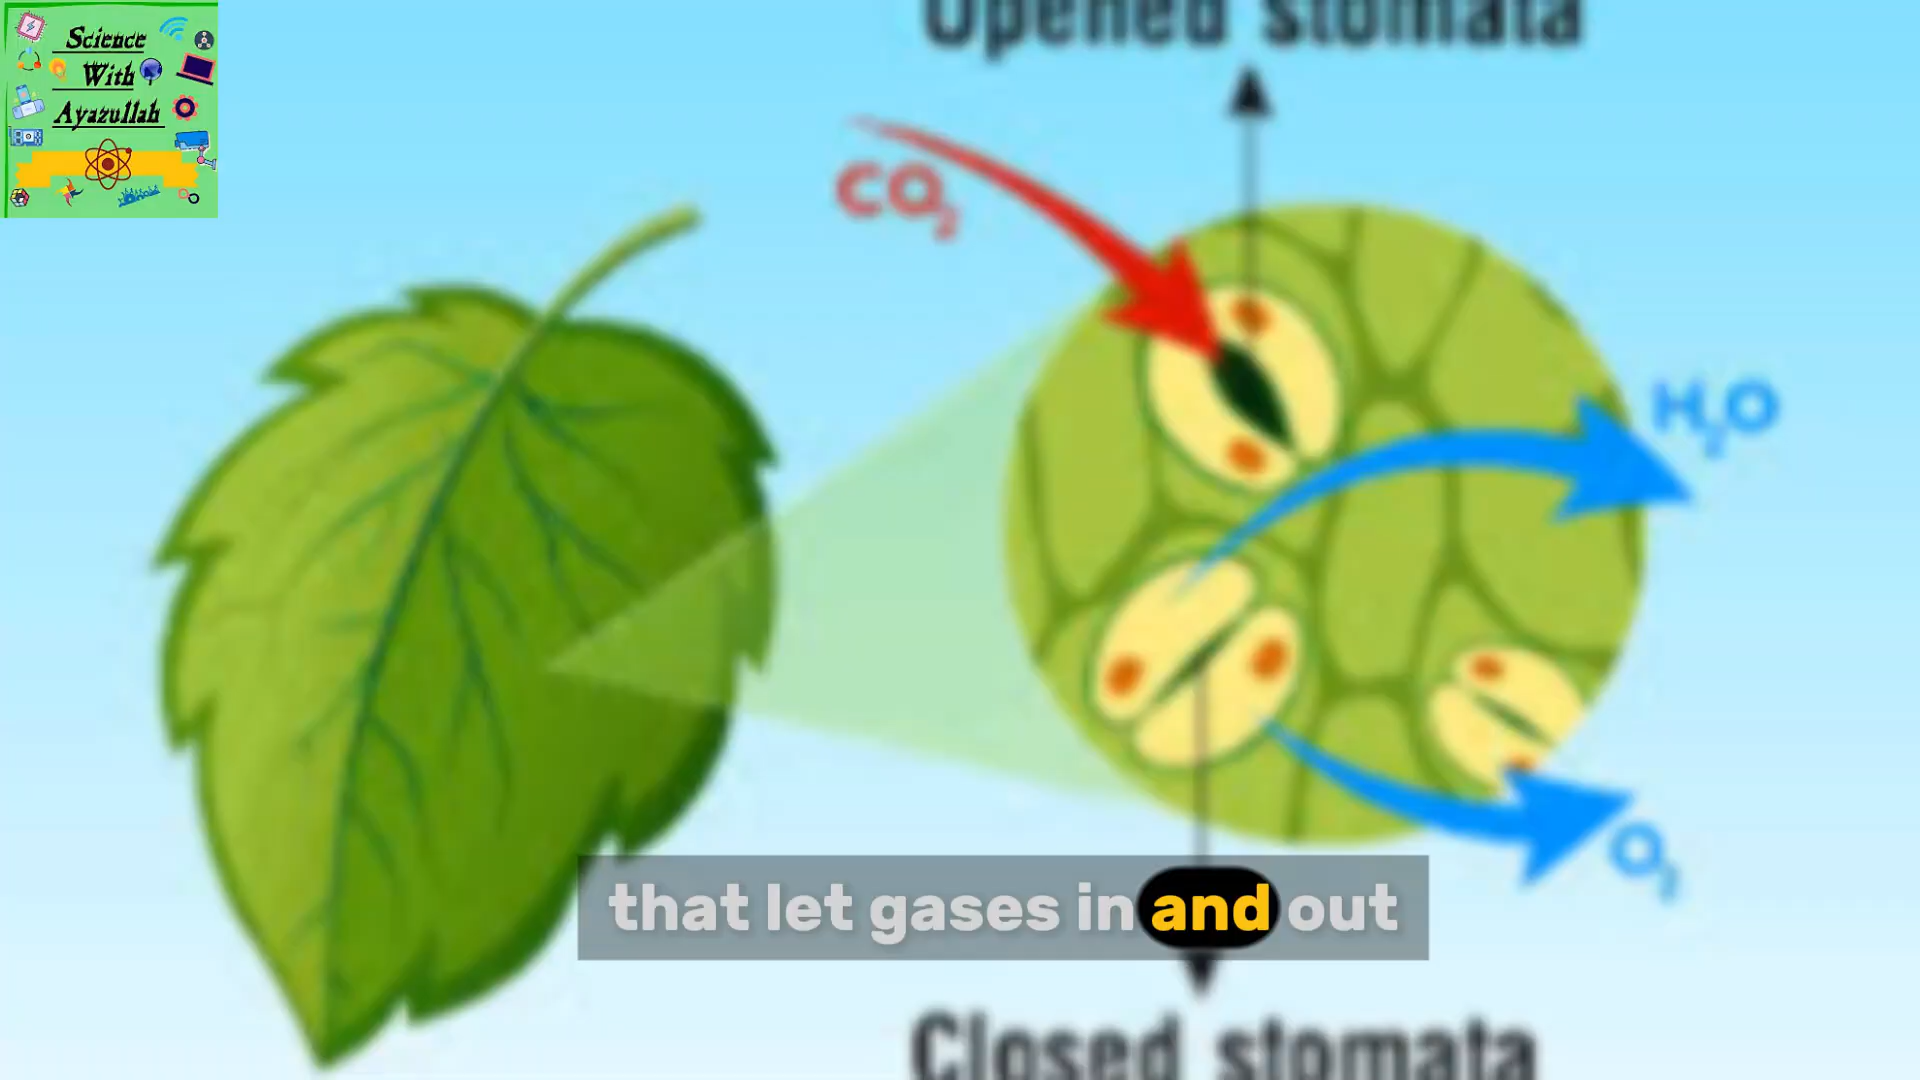 Science
With
Ayazullah
Opened stomata
CO₂
H₂O
O₂
that let gases in and out
Closed stomata